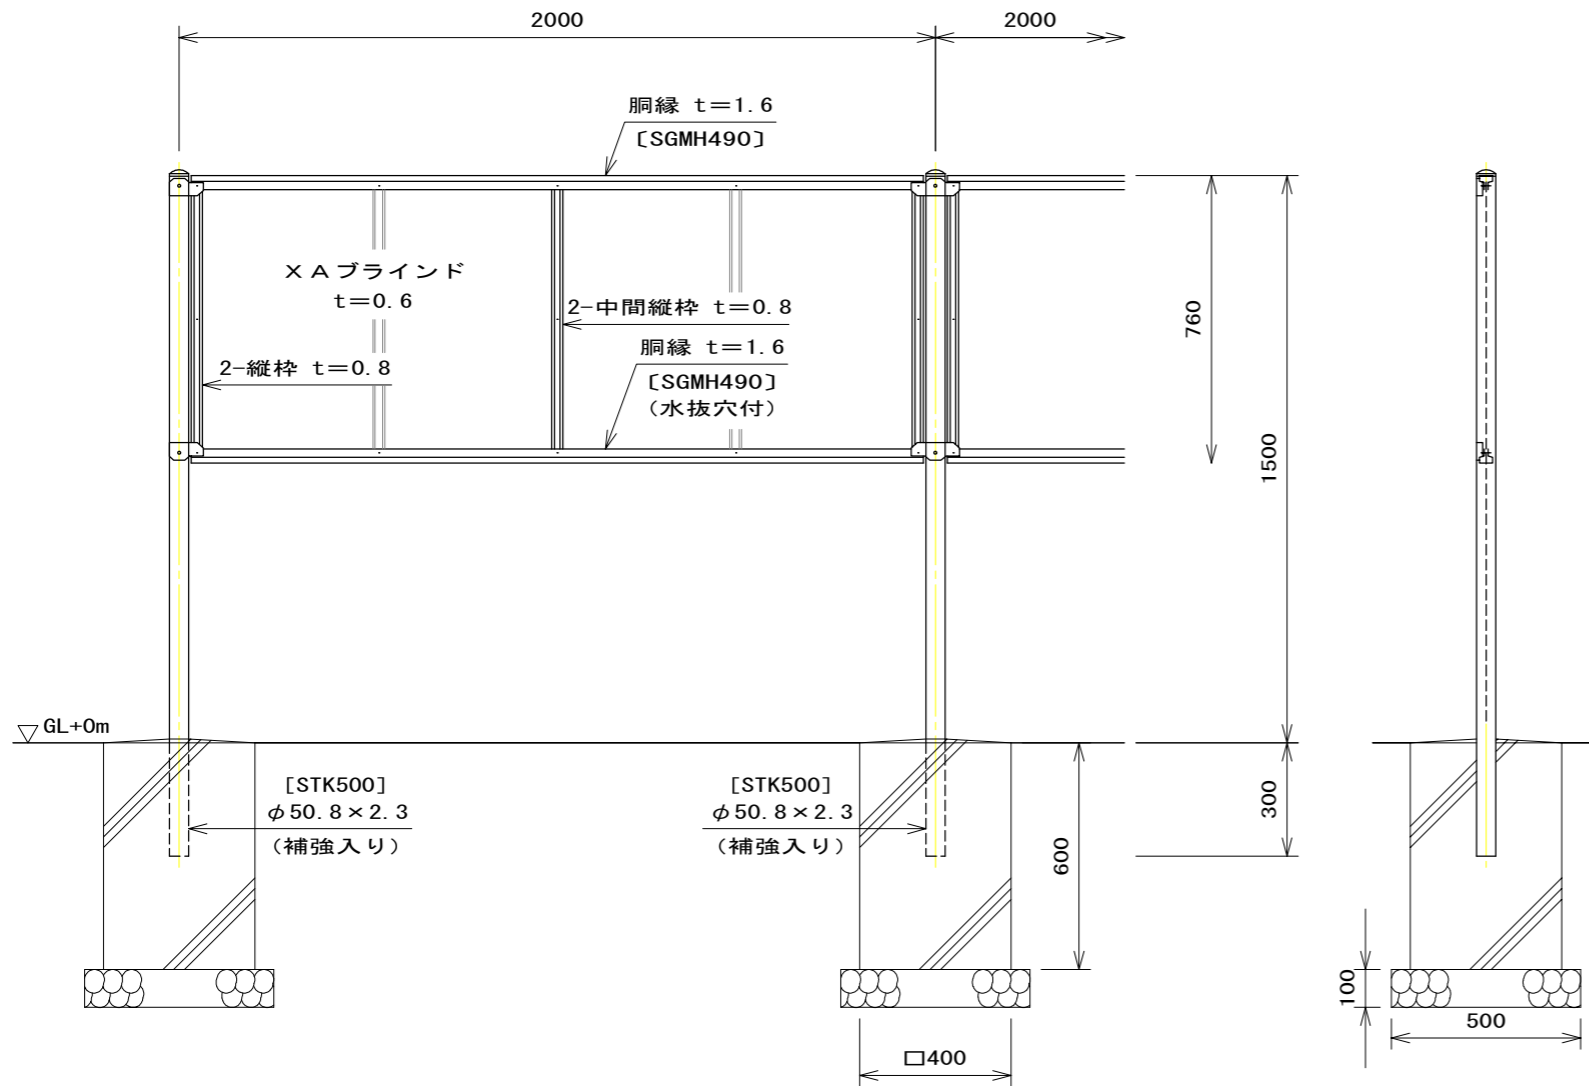 2000
2000
胴縁 t=1.6
[SGMH490]
XAブラインド
t=0.6
2-中間縦枠 t=0.8
760
胴縁 t=1.6
2-縦枠 t=0.8
[SGMH490]
(水抜穴付)
1500
GL+0m
[STK500]
φ50.8×2.3
(補強入り)
[STK500]
φ50.8×2.3
(補強入り)
300
600
100
500
□400